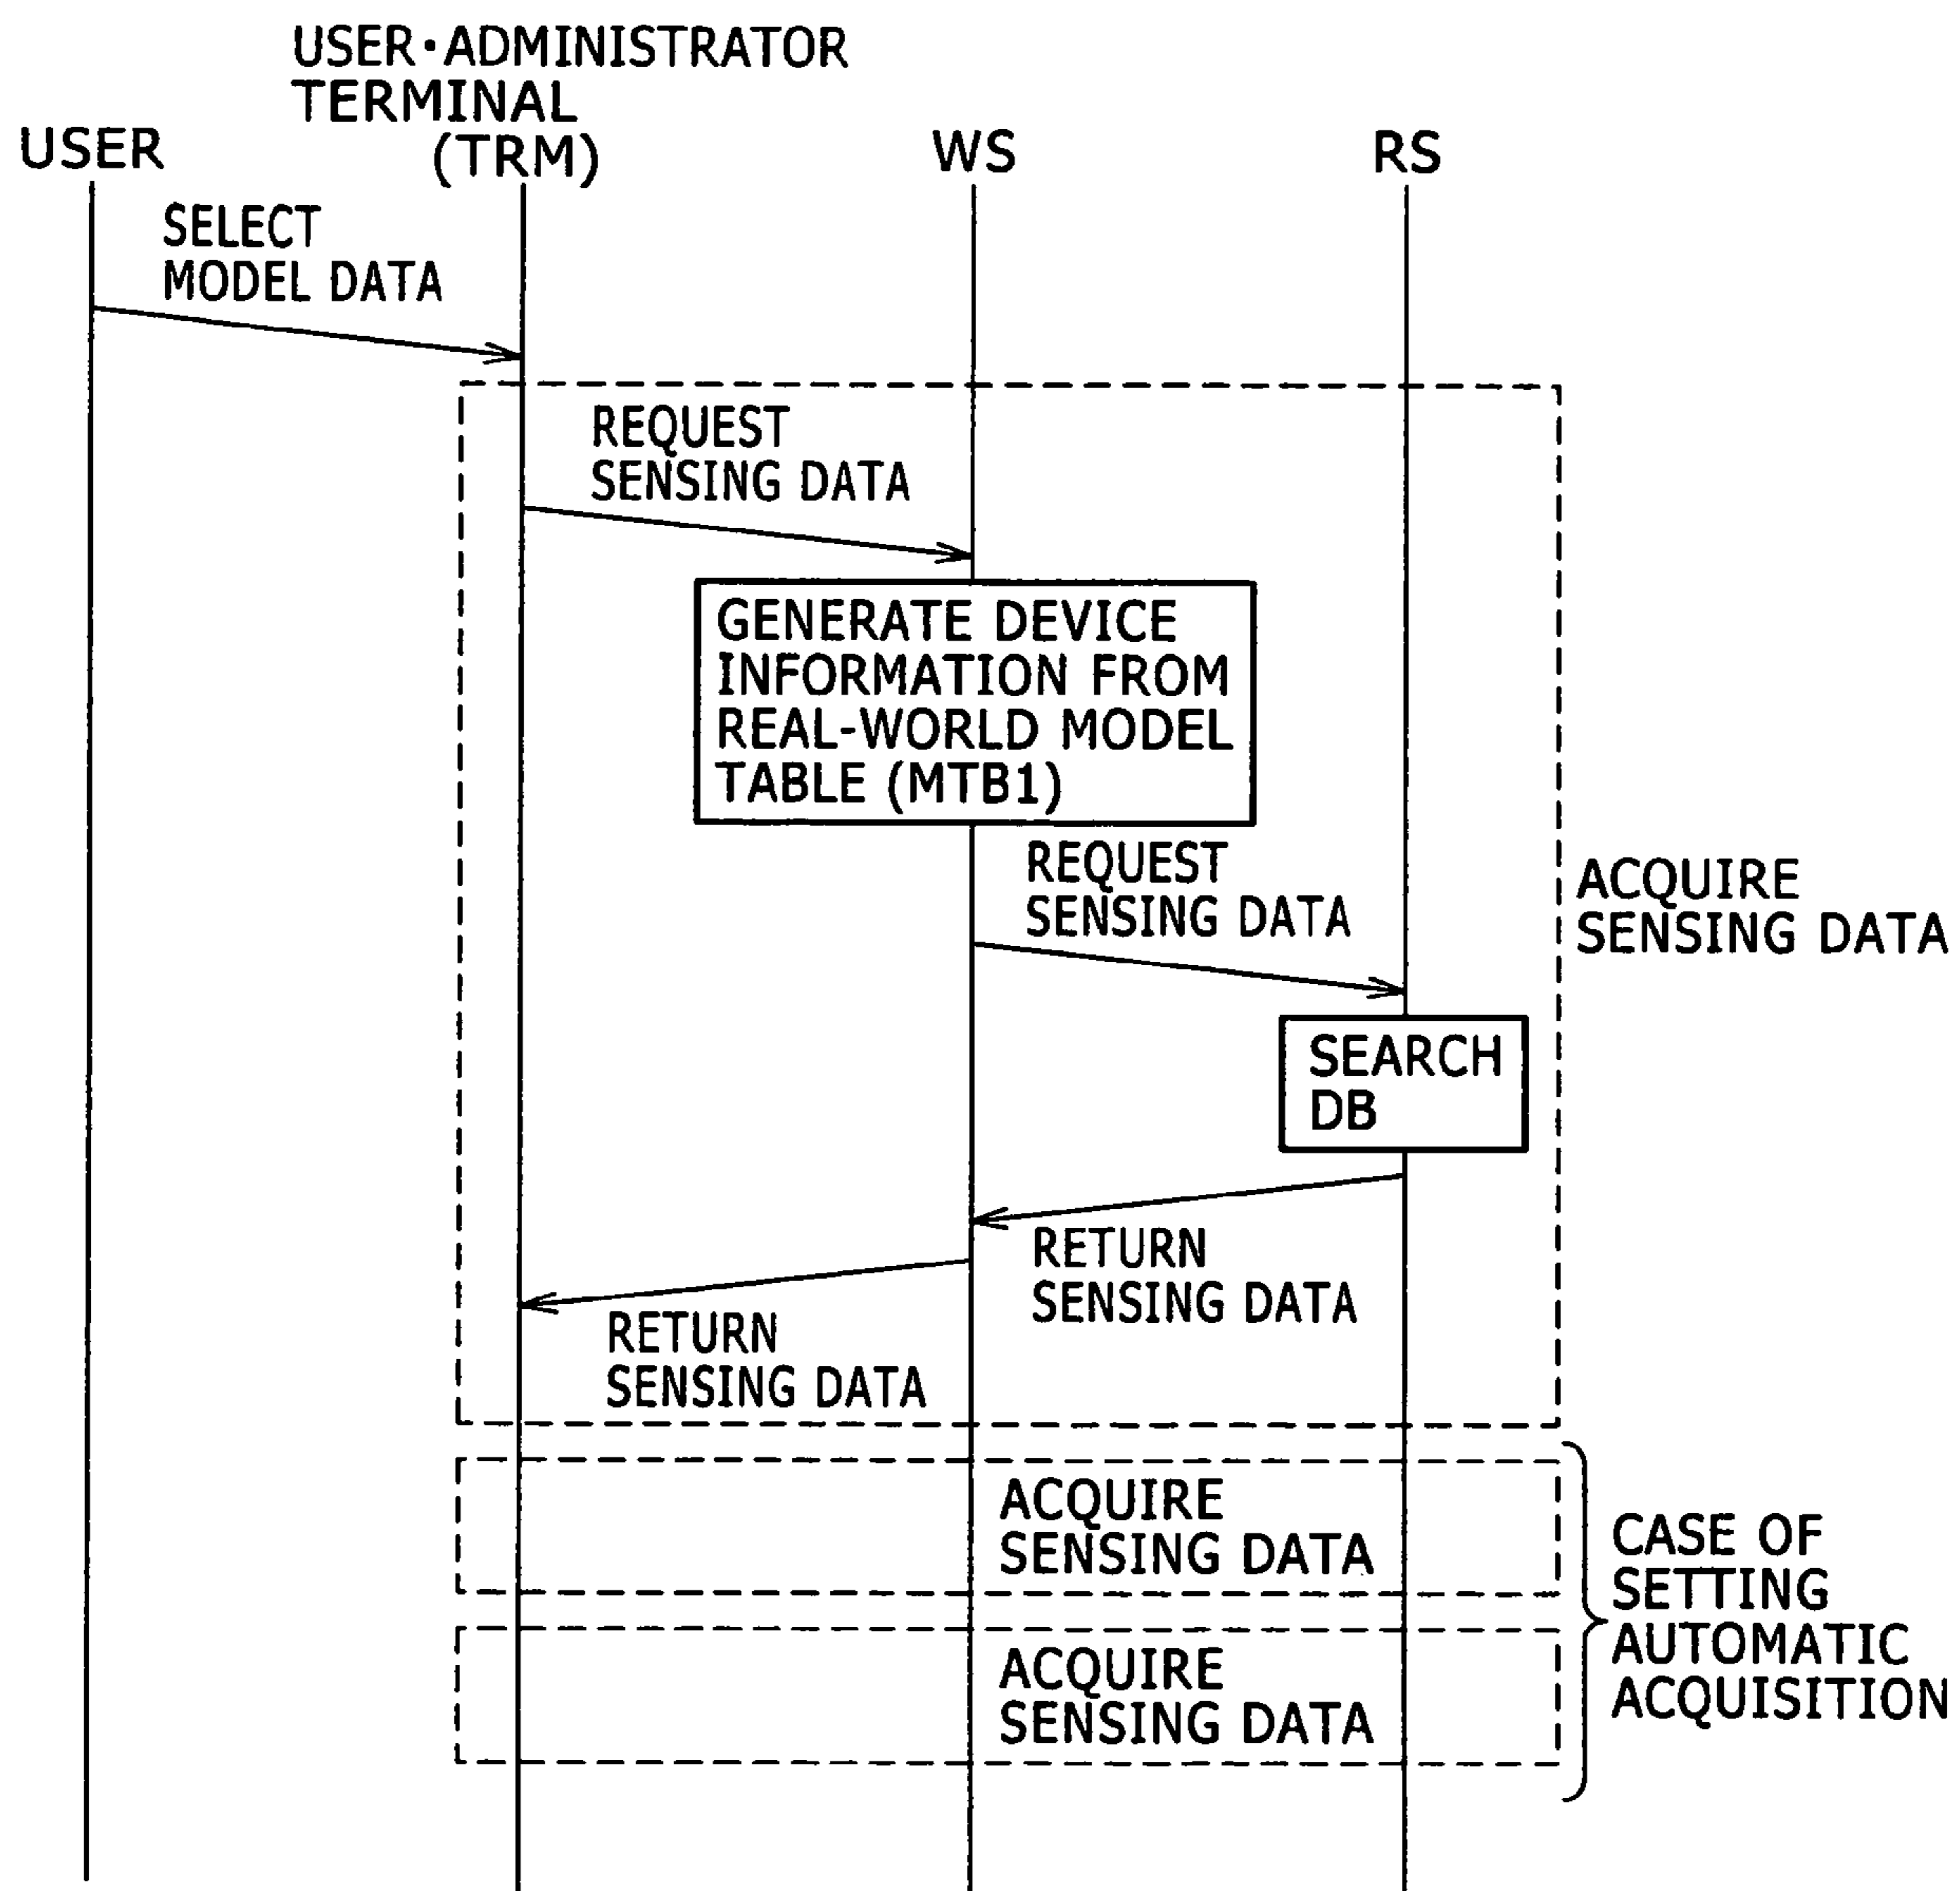 USER・ADMINISTRATOR
TERMINAL
(TRM)
USER
WS
RS
SELECT
MODEL DATA
REQUEST
SENSING DATA
GENERATE DEVICE
INFORMATION FROM
REAL-WORLD MODEL
TABLE (MTB1)
REQUEST
SENSING DATA
ACQUIRE
SENSING DATA
SEARCH
DB
RETURN
SENSING DATA
RETURN
SENSING DATA
ACQUIRE
SENSING DATA
CASE OF
SETTING
AUTOMATIC
ACQUISITION
ACQUIRE
SENSING DATA